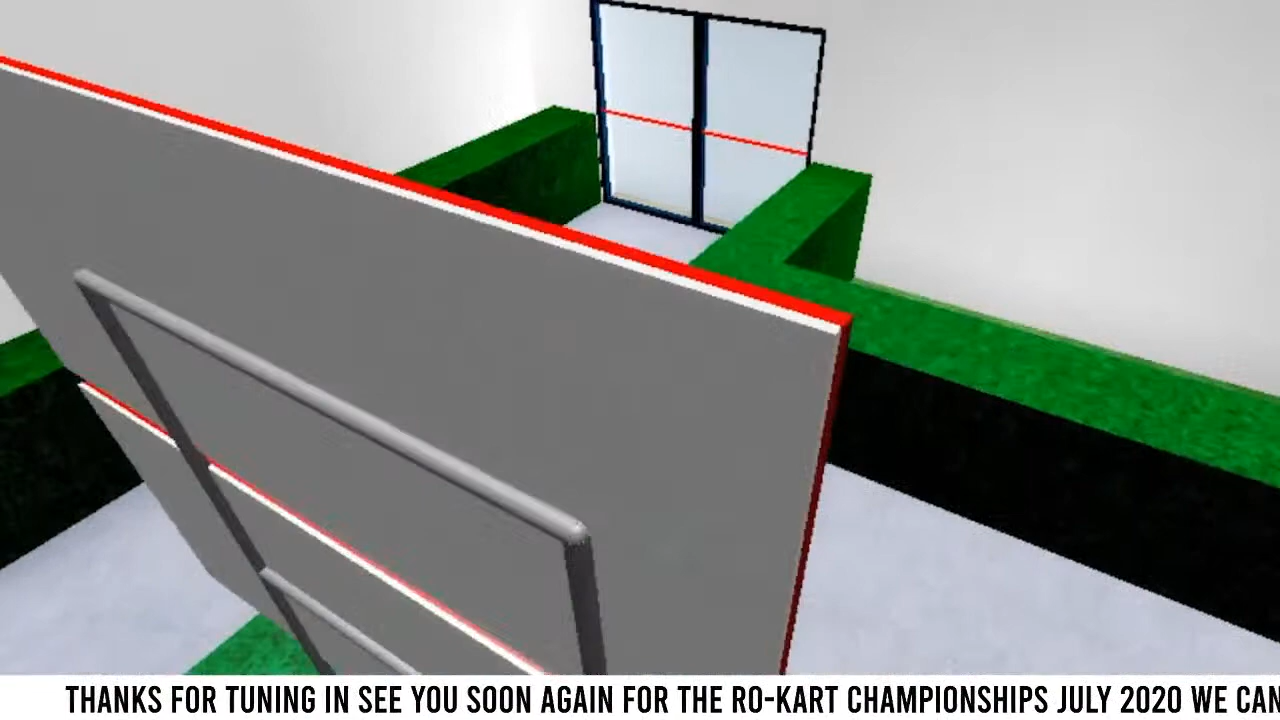 THANKS FOR TUNING IN SEE YOU SOON AGAIN FOR THE RO-KART CHAMPIONSHIPS JULY 2020 WE CAN